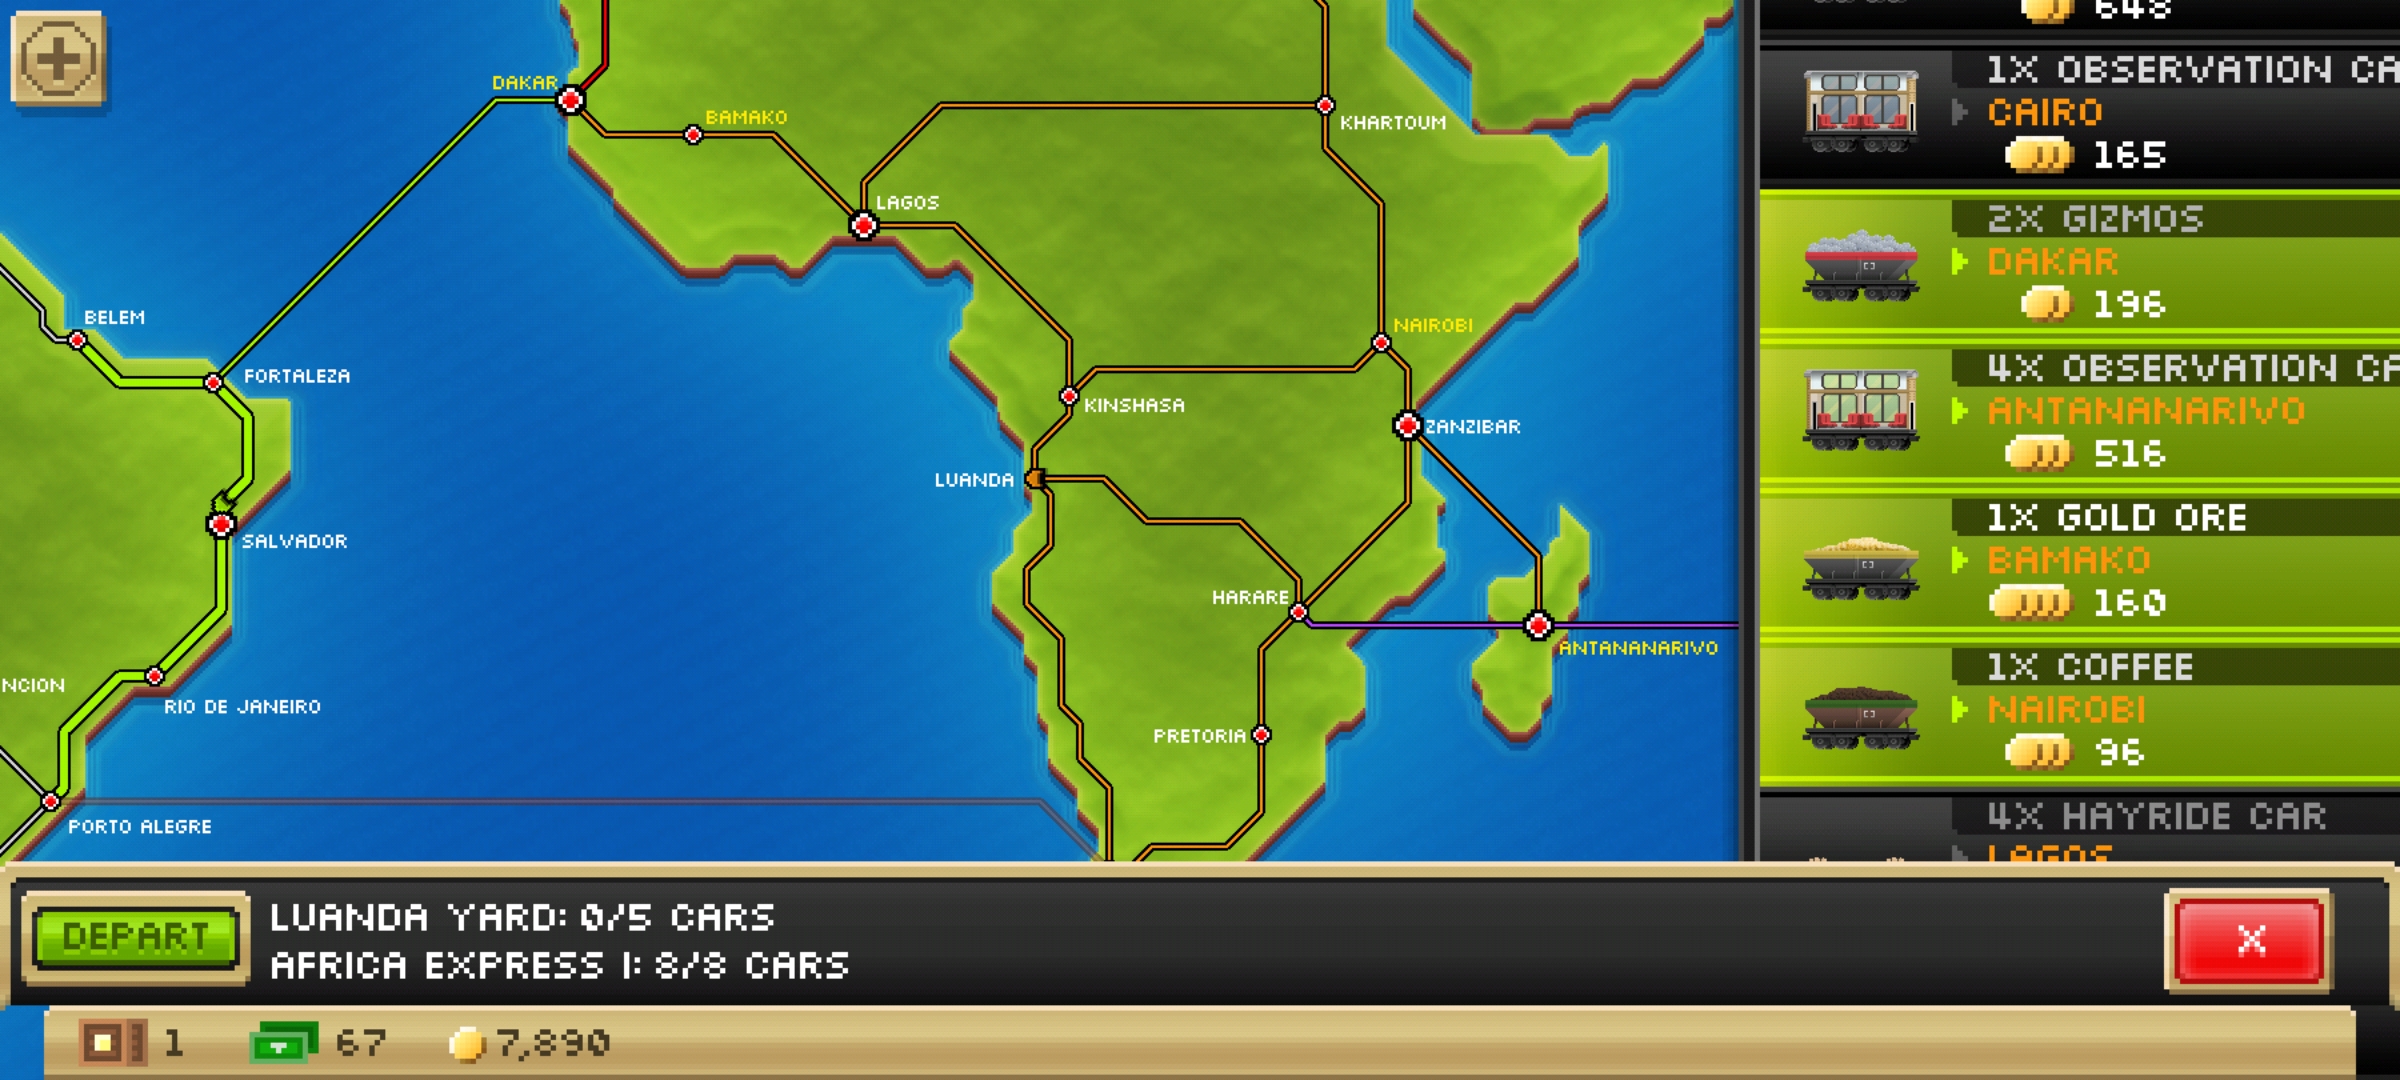 DAKAR
BAMAKO
LAGOS
KHARTOUM
BELEM
FORTALEZA
NAIROBI
KINSHASA
ZANZIBAR
LUANDA
SALVADOR
HARARE
ANTANANARIVO
NCION
RIO DE JANEIRO
PRETORIA
PORTO ALEGRE
648
1X OBSERVATION CA
CAIRO
165
2X GIZMOS
DAKAR
196
4X OBSERVATION CA
ANTANANARIVO
516
1X GOLD ORE
BAMAKO
160
1X COFFEE
NAIROBI
96
4X HAYRIDE CAR
LAGOS
DEPART
LUANDA YARD: 0/5 CARS
AFRICA EXPRESS I: 8/8 CARS
X
1 67 7,890